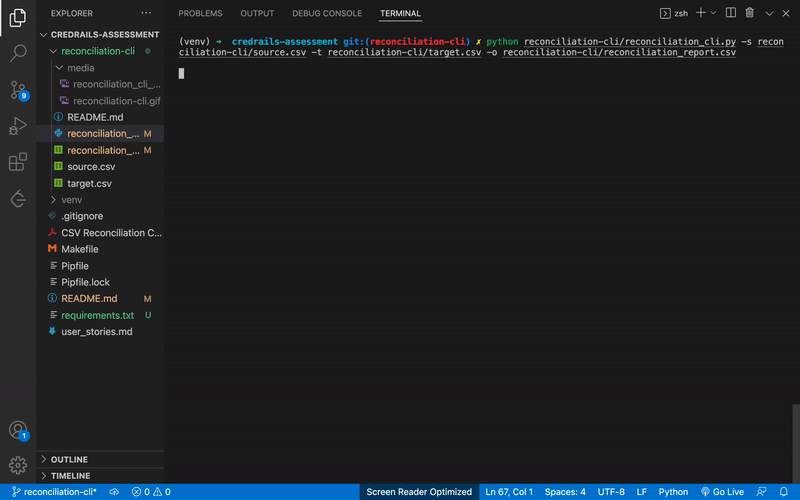 EXPLORER
PROBLEMS OUTPUT DEBUG CONSOLE TERMINAL
zsh
CREDRAILS-ASSESSMENT
reconciliation-cli
media
reconciliation_cli_...
reconciliation-cli.gif
README.md
reconciliation_... M
reconciliation_... M
source.csv
target.csv
venv
.gitignore
CSV Reconciliation C...
Makefile
Pipfile
Pipfile.lock
README.md M
requirements.txt U
user_stories.md
OUTLINE
TIMELINE
(venv) → credrails-assessment git:(reconciliation-cli) ✗ python reconciliation-cli/reconciliation_cli.py -s recon
ciliation-cli/source.csv -t reconciliation-cli/target.csv -o reconciliation-cli/reconciliation_report.csv
9
1
reconciliation-cli* 0 0 Screen Reader Optimized Ln 67, Col 1 Spaces: 4 UTF-8 LF Python Go Live